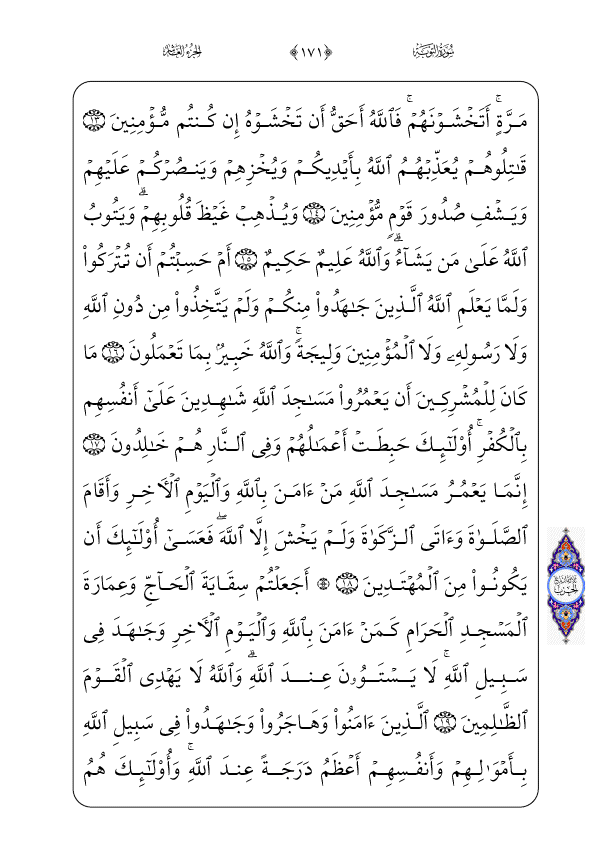 سُورَةُ التَّوۡبَةِ ﴿١٧١﴾ الجُزءُ العَاشِرُ
مَرَّةٍۚ أَتَخۡشَوۡنَهُمۡۚ فَٱللَّهُ أَحَقُّ أَن تَخۡشَوۡهُ إِن كُنتُم مُّؤۡمِنِينَ ١٣
قَٰتِلُوهُمۡ يُعَذِّبۡهُمُ ٱللَّهُ بِأَيۡدِيكُمۡ وَيُخۡزِهِمۡ وَيَنصُرۡكُمۡ عَلَيۡهِمۡ
وَيَشۡفِ صُدُورَ قَوۡمٖ مُّؤۡمِنِينَ ١٤ وَيُذۡهِبۡ غَيۡظَ قُلُوبِهِمۡۗ وَيَتُوبُ
ٱللَّهُ عَلَىٰ مَن يَشَآءُۗ وَٱللَّهُ عَلِيمٌ حَكِيمٌ ١٥ أَمۡ حَسِبۡتُمۡ أَن تُتۡرَكُواْ
وَلَمَّا يَعۡلَمِ ٱللَّهُ ٱلَّذِينَ جَٰهَدُواْ مِنكُمۡ وَلَمۡ يَتَّخِذُواْ مِن دُونِ ٱللَّهِ
وَلَا رَسُولِهِۦ وَلَا ٱلۡمُؤۡمِنِينَ وَلِيجَةٗۚ وَٱللَّهُ خَبِيرُۢ بِمَا تَعۡمَلُونَ ١٦ مَا
كَانَ لِلۡمُشۡرِكِينَ أَن يَعۡمُرُواْ مَسَٰجِدَ ٱللَّهِ شَٰهِدِينَ عَلَىٰٓ أَنفُسِهِم
بِٱلۡكُفۡرِۚ أُوْلَٰٓئِكَ حَبِطَتۡ أَعۡمَٰلُهُمۡ وَفِي ٱلنَّارِ هُمۡ خَٰلِدُونَ ١٧
إِنَّمَا يَعۡمُرُ مَسَٰجِدَ ٱللَّهِ مَنۡ ءَامَنَ بِٱللَّهِ وَٱلۡيَوۡمِ ٱلۡأٓخِرِ وَأَقَامَ
ٱلصَّلَوٰةَ وَءَاتَى ٱلزَّكَوٰةَ وَلَمۡ يَخۡشَ إِلَّا ٱللَّهَۖ فَعَسَىٰٓ أُوْلَٰٓئِكَ أَن
يَكُونُواْ مِنَ ٱلۡمُهۡتَدِينَ ١٨ ۞ أَجَعَلۡتُمۡ سِقَايَةَ ٱلۡحَآجِّ وَعِمَارَةَ
ٱلۡمَسۡجِدِ ٱلۡحَرَامِ كَمَنۡ ءَامَنَ بِٱللَّهِ وَٱلۡيَوۡمِ ٱلۡأٓخِرِ وَجَٰهَدَ فِي
سَبِيلِ ٱللَّهِۚ لَا يَسۡتَوُۥنَ عِندَ ٱللَّهِۗ وَٱللَّهُ لَا يَهۡدِي ٱلۡقَوۡمَ
ٱلظَّٰلِمِينَ ١٩ ٱلَّذِينَ ءَامَنُواْ وَهَاجَرُواْ وَجَٰهَدُواْ فِي سَبِيلِ ٱللَّهِ
بِأَمۡوَٰلِهِمۡ وَأَنفُسِهِمۡ أَعۡظَمُ دَرَجَةً عِندَ ٱللَّهِۚ وَأُوْلَٰٓئِكَ هُمُ